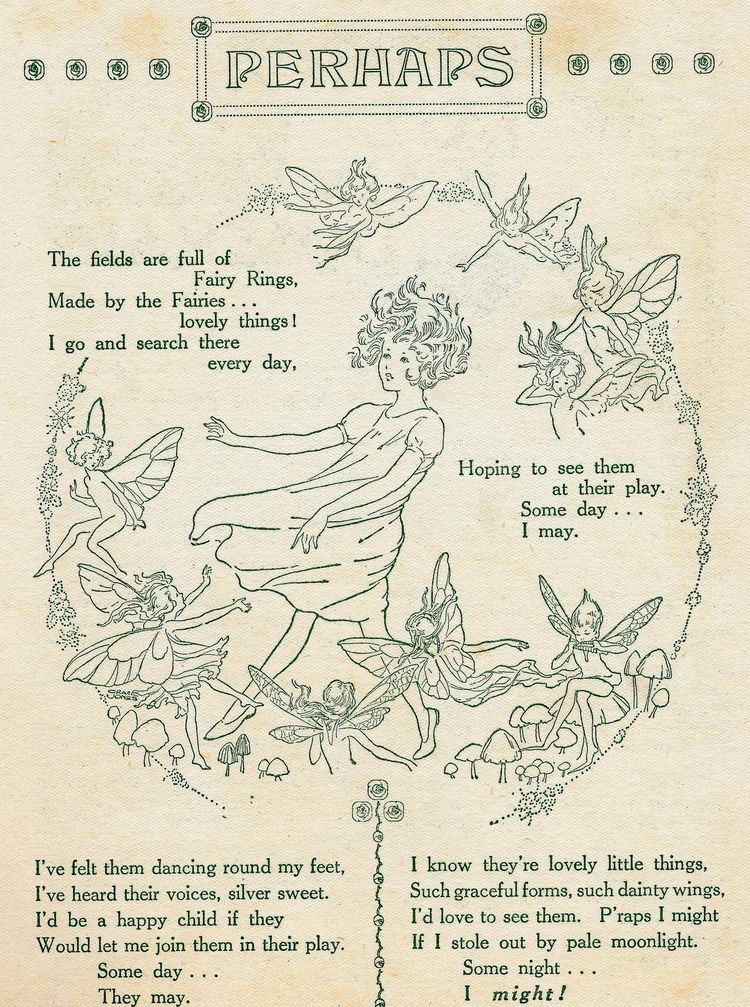 PERHAPS
The fields are full of
Fairy Rings,
Made by the Fairies . . .
lovely things!
I go and search there
every day,
Hoping to see them
at their play.
Some day . . .
I may.
GRACE
JONES
I've felt them dancing round my feet,
I've heard their voices, silver sweet.
I'd be a happy child if they
Would let me join them in their play.
Some day . . .
They may.
I know they're lovely little things,
Such graceful forms, such dainty wings,
I'd love to see them. P'raps I might
If I stole out by pale moonlight.
Some night . . .
I might!